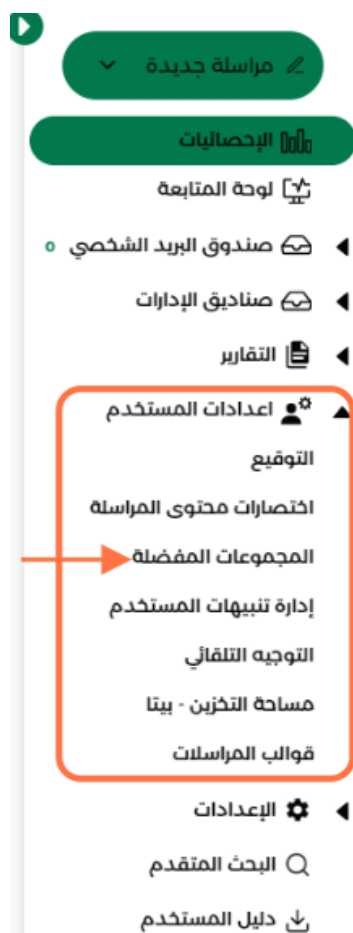 مراسلة جديدة
الإحصائيات
لوحة المتابعة
صندوق البريد الشخصي 0
صناديق الإدارات
التقارير
اعدادات المستخدم
التوقيع
اختصارات محتوى المراسلة
المجموعات المفضلة
إدارة تنبيهات المستخدم
التوجيه التلقائي
مساحة التخزين - بيتا
قوالب المراسلات
الإعدادات
البحث المتقدم
دليل المستخدم